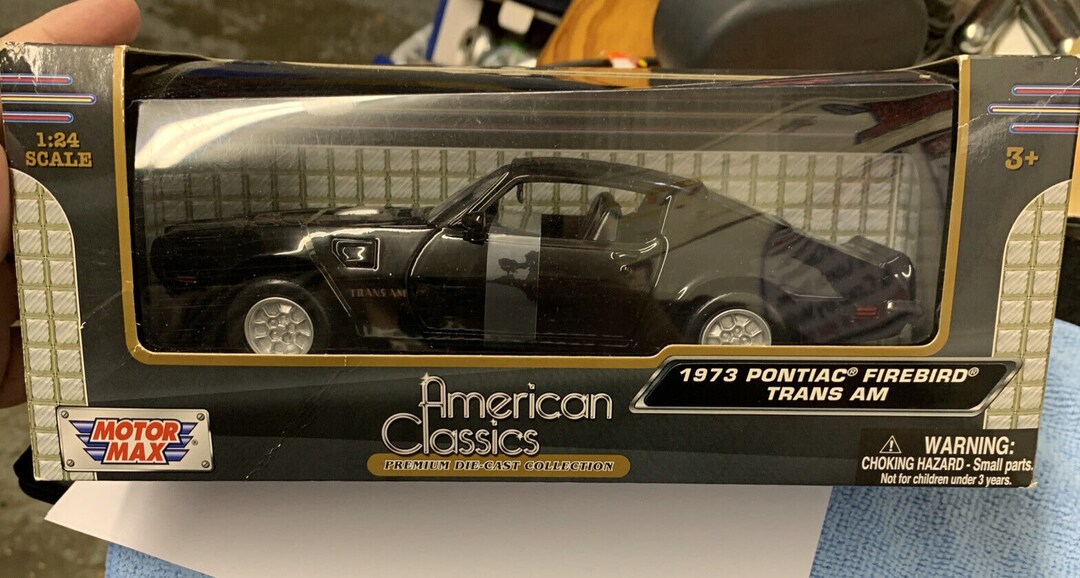 1:24
SCALE
3+
TRANS AM
1973 PONTIAC® FIREBIRD®
TRANS AM
American
Classics
PREMIUM DIE-CAST COLLECTION
MOTOR
MAX®
⚠ WARNING:
CHOKING HAZARD - Small parts.
Not for children under 3 years.